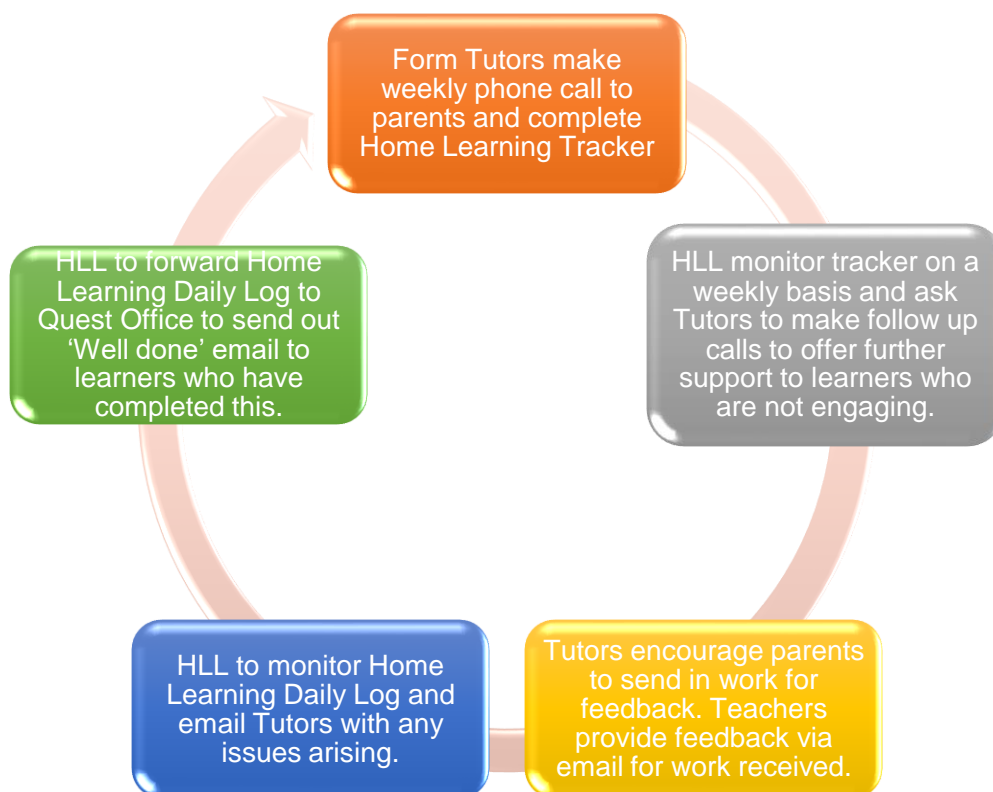 Form Tutors make
weekly phone call to
parents and complete
Home Learning Tracker
HLL monitor tracker on a
weekly basis and ask
Tutors to make follow up
calls to offer further
support to learners who
are not engaging.
Tutors encourage parents
to send in work for
feedback. Teachers
provide feedback via
email for work received.
HLL to monitor Home
Learning Daily Log and
email Tutors with any
issues arising.
HLL to forward Home
Learning Daily Log to
Quest Office to send out
‘Well done’ email to
learners who have
completed this.